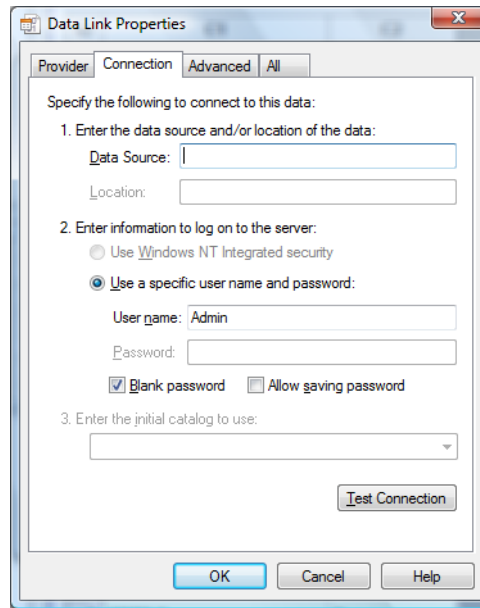 Data Link Properties
Provider Connection Advanced All
Specify the following to connect to this data:
1. Enter the data source and/or location of the data:
Data Source:
Location:
2. Enter information to log on to the server:
Use Windows NT Integrated security
Use a specific user name and password:
User name: Admin
Password:
Blank password Allow saving password
3. Enter the initial catalog to use:
Test Connection
OK Cancel Help